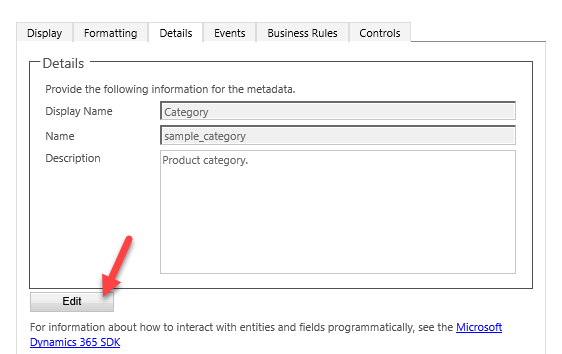 Display Formatting Details Events Business Rules Controls
Details
Provide the following information for the metadata.
Display Name Category
Name sample_category
Description Product category.
Edit
For information about how to interact with entities and fields programmatically, see the Microsoft
Dynamics 365 SDK